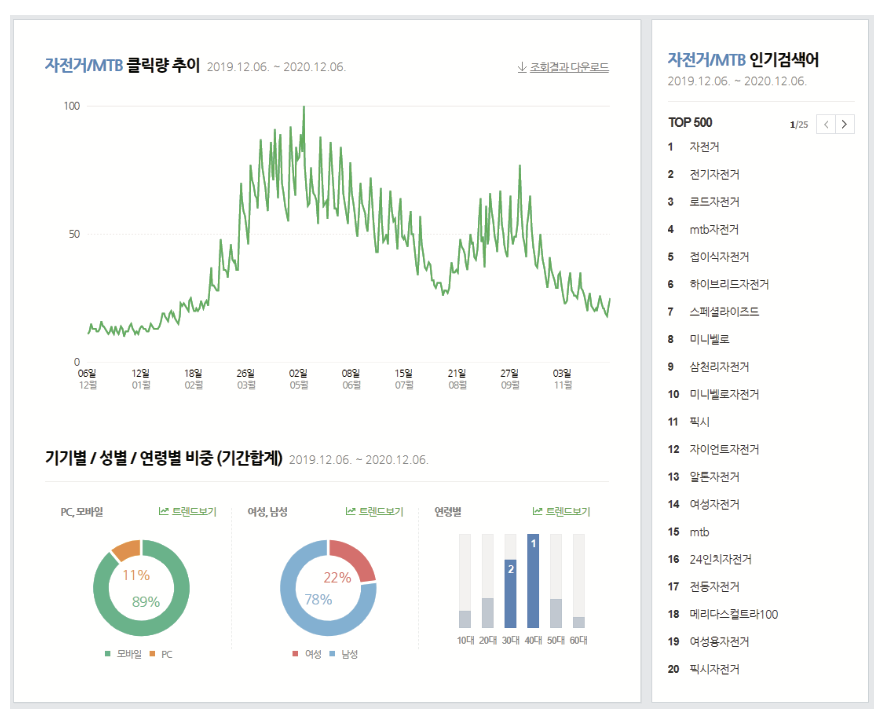 자전거/MTB 클릭량 추이 2019.12.06. ~ 2020.12.06.
조회결과 다운로드
100
50
0
06일 12일 18일 26일 02일 08일 15일 21일 27일 03일
12월 01월 02월 03월 05월 06월 07월 08월 09월 11월
기기별 / 성별 / 연령별 비중 (기간합계) 2019.12.06. ~ 2020.12.06.
PC, 모바일 트렌드보기
11%
89%
모바일 PC
여성, 남성 트렌드보기
22%
78%
여성 남성
연령별 트렌드보기
1
2
10대 20대 30대 40대 50대 60대
자전거/MTB 인기검색어
2019.12.06. ~ 2020.12.06.
TOP 500 1/25 < >
1 자전거
2 전기자전거
3 로드자전거
4 mtb자전거
5 접이식자전거
6 하이브리드자전거
7 스페셜라이즈드
8 미니벨로
9 삼천리자전거
10 미니벨로자전거
11 픽시
12 자이언트자전거
13 알톤자전거
14 여성자전거
15 mtb
16 24인치자전거
17 전동자전거
18 메리다스컬트라100
19 여성용자전거
20 픽시자전거